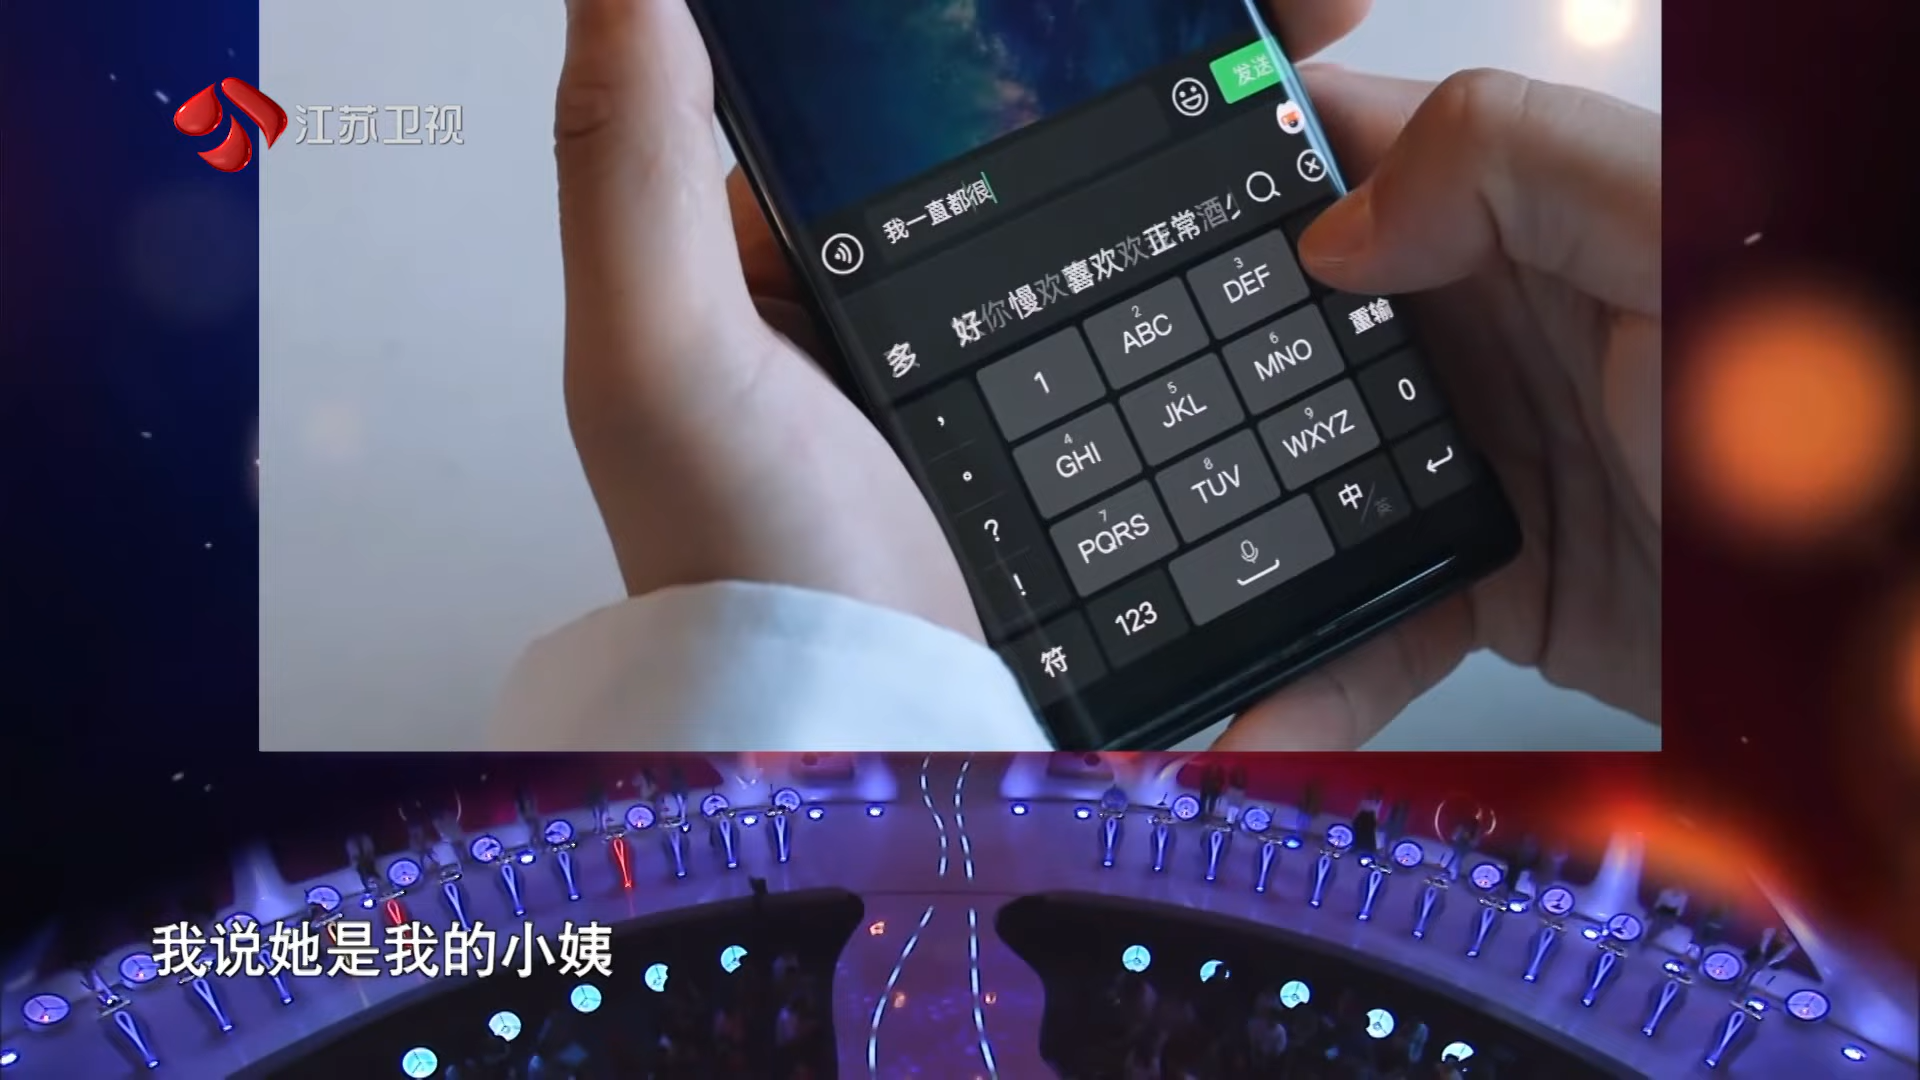 江苏卫视
发送
我一直都很
多 好 你 慢 欢 喜欢 欢 正常 酒
1 2 ABC 3 DEF 重输
4 GHI 5 JKL 6 MNO 0
7 PQRS 8 TUV 9 WXYZ
, 。 ? !
符 123 中/英
我说她是我的小姨